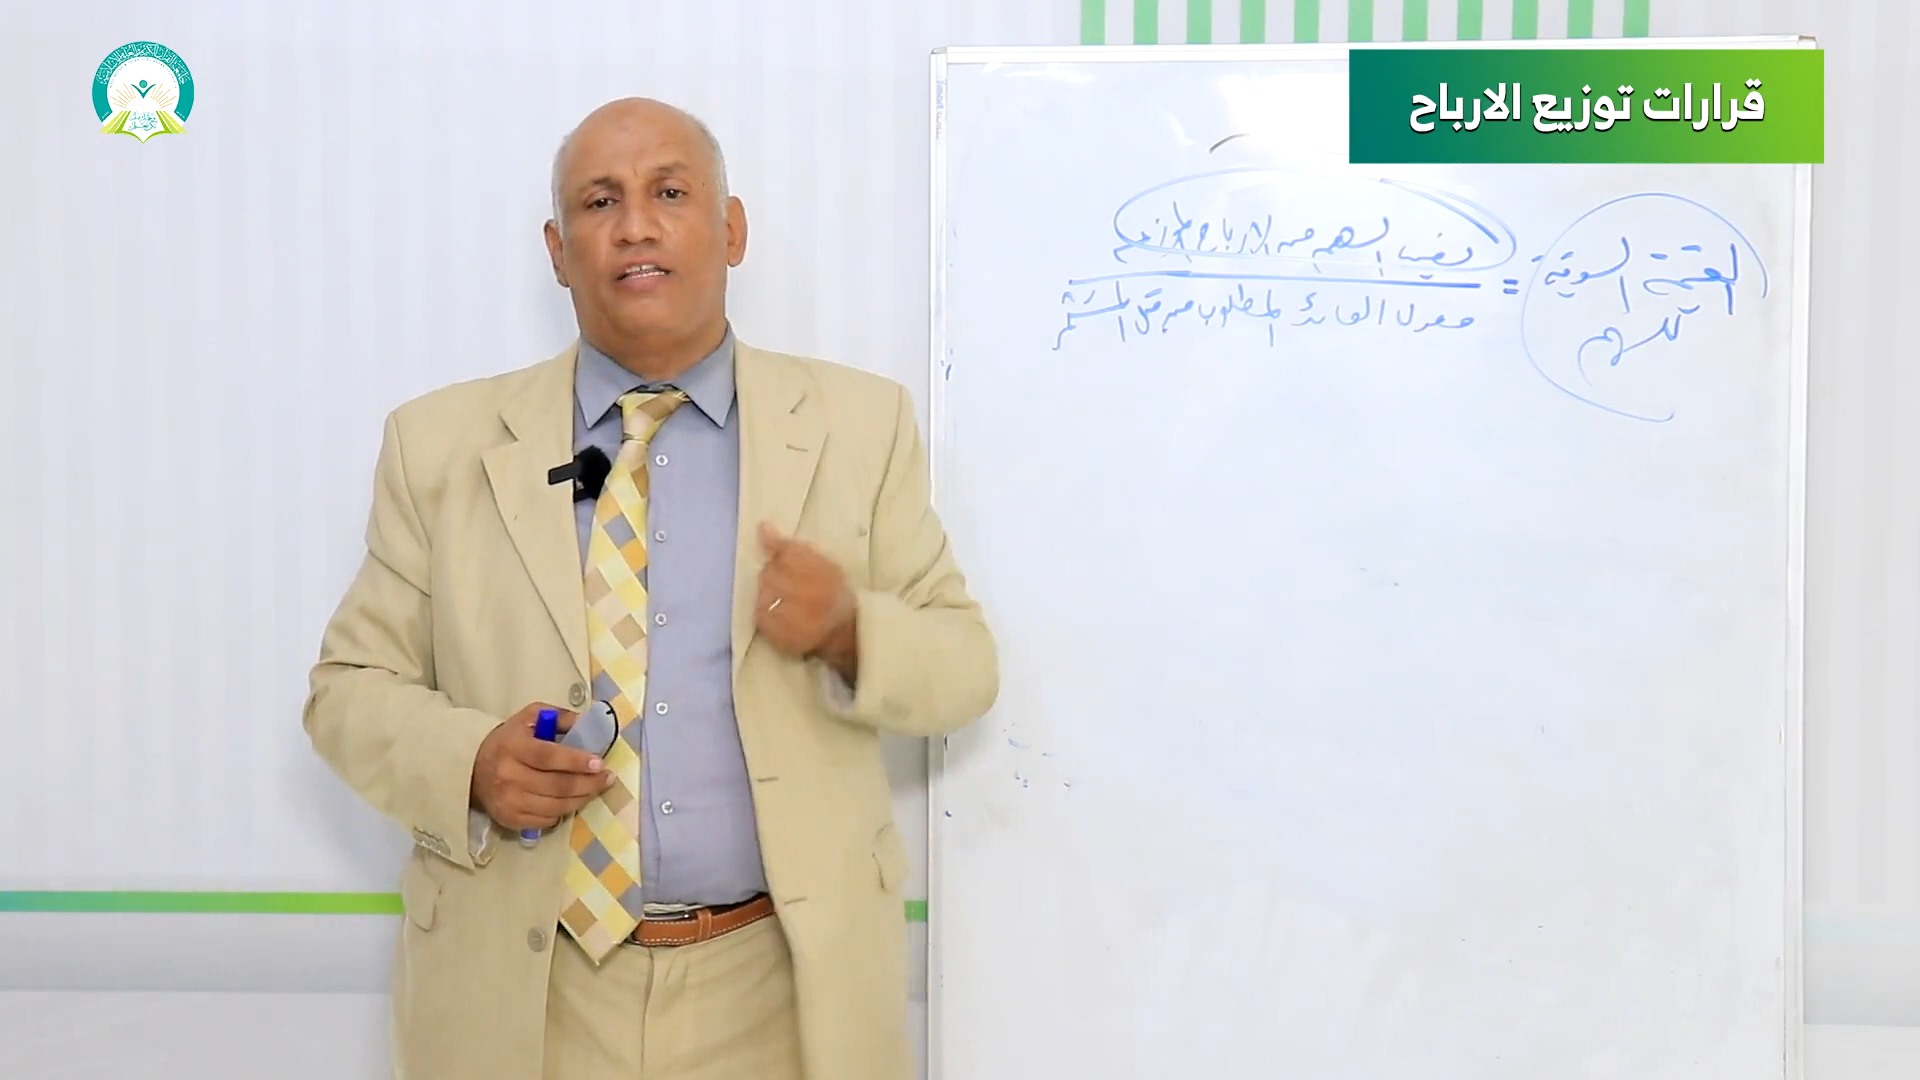 قرارات توزيع الارباح
القيمة السوقية للسهم =
نصيب السهم من الارباح الموزعة
معدل العائد المطلوب من قبل المستثمر